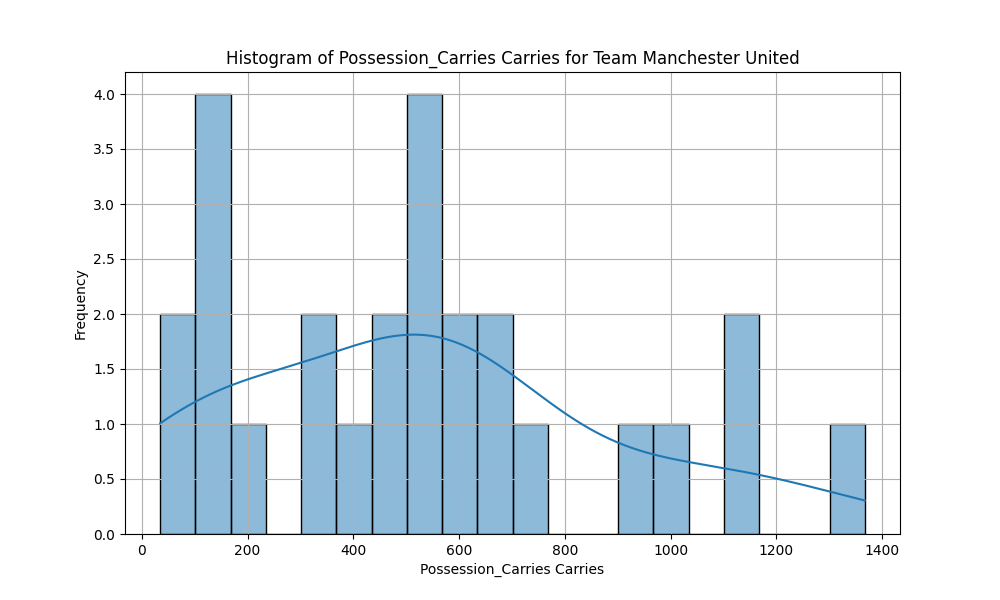 Histogram of Possession_Carries Carries for Team Manchester United
Frequency
4.0
3.5
3.0
2.5
2.0
1.5
1.0
0.5
0.0
0 200 400 600 800 1000 1200 1400
Possession_Carries Carries